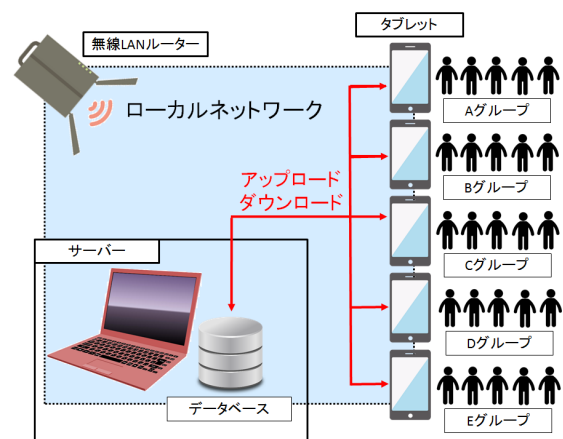 無線LANルーター
タブレット
ローカルネットワーク
Aグループ
Bグループ
アップロード
ダウンロード
Cグループ
サーバー
Dグループ
データベース
Eグループ